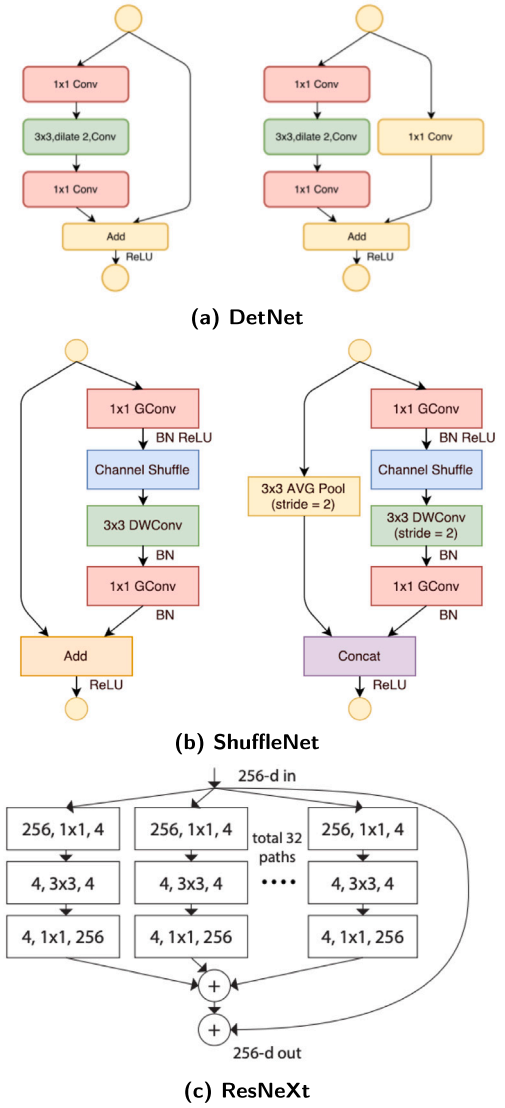 1x1 Conv
3x3,dilate 2,Conv
1x1 Conv
Add
ReLU
1x1 Conv
3x3,dilate 2,Conv
1x1 Conv
1x1 Conv
Add
ReLU
(a) DetNet
1x1 GConv
BN ReLU
Channel Shuffle
3x3 DWConv
BN
1x1 GConv
BN
Add
ReLU
3x3 AVG Pool
(stride = 2)
1x1 GConv
BN ReLU
Channel Shuffle
3x3 DWConv
(stride = 2)
BN
1x1 GConv
BN
Concat
ReLU
(b) ShuffleNet
256-d in
256, 1x1, 4
4, 3x3, 4
4, 1x1, 256
256, 1x1, 4
4, 3x3, 4
4, 1x1, 256
total 32
paths
....
256, 1x1, 4
4, 3x3, 4
4, 1x1, 256
+
+
256-d out
(c) ResNeXt